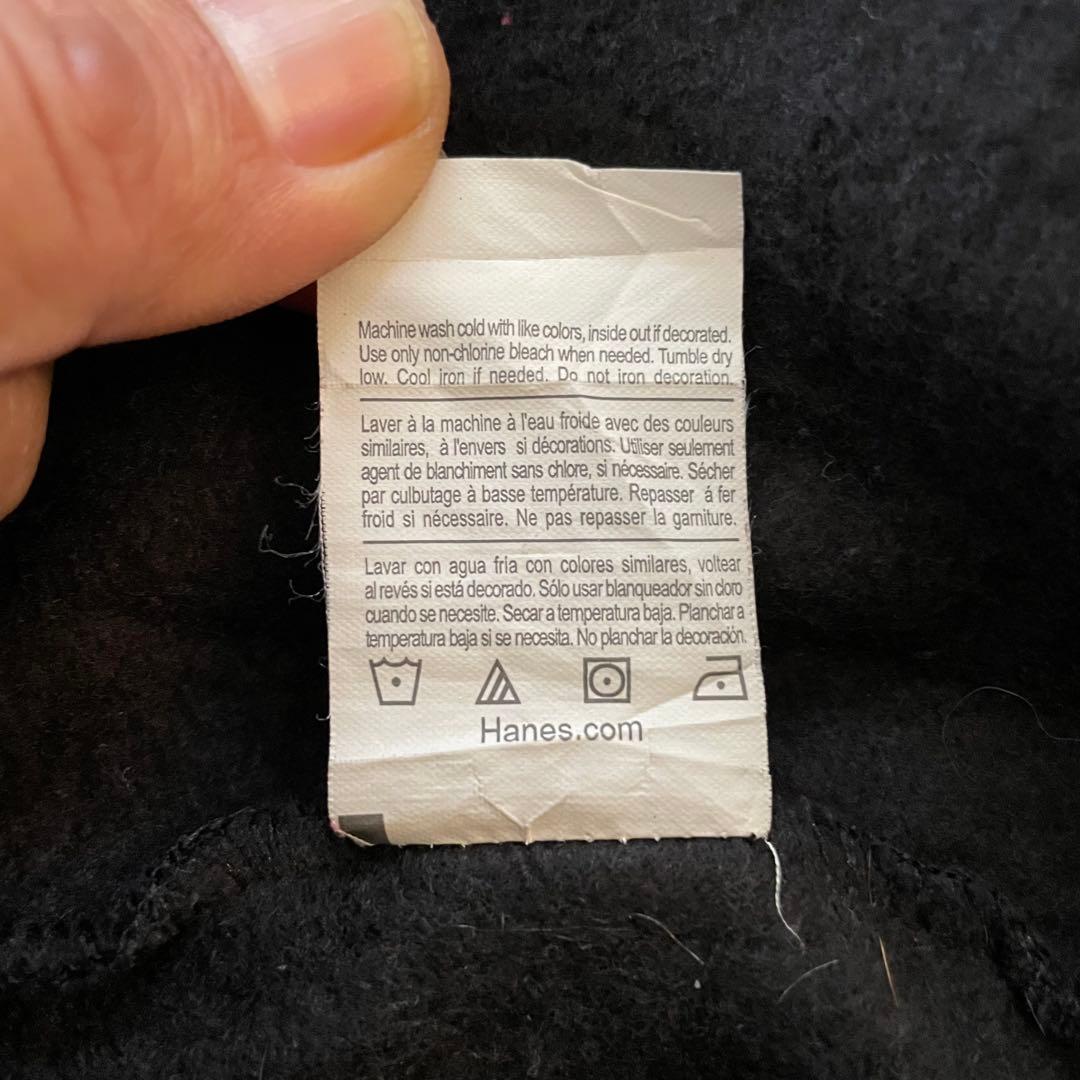 Machine wash cold with like colors, inside out if decorated.
Use only non-chlorine bleach when needed. Tumble dry
low. Cool iron if needed. Do not iron decoration.
Laver à la machine à l'eau froide avec des couleurs
similaires, à l'envers si décorations. Utiliser seulement
agent de blanchiment sans chlore, si nécessaire. Sécher
par culbutage à basse température. Repasser á fer
froid si nécessaire. Ne pas repasser la garniture.
Lavar con agua fría con colores similares, voltear
al revés si está decorado. Sólo usar blanqueador sin cloro
cuando se necesite. Secar a temperatura baja. Planchar a
temperatura baja si se necesita. No planchar la decoración.
Hanes.com